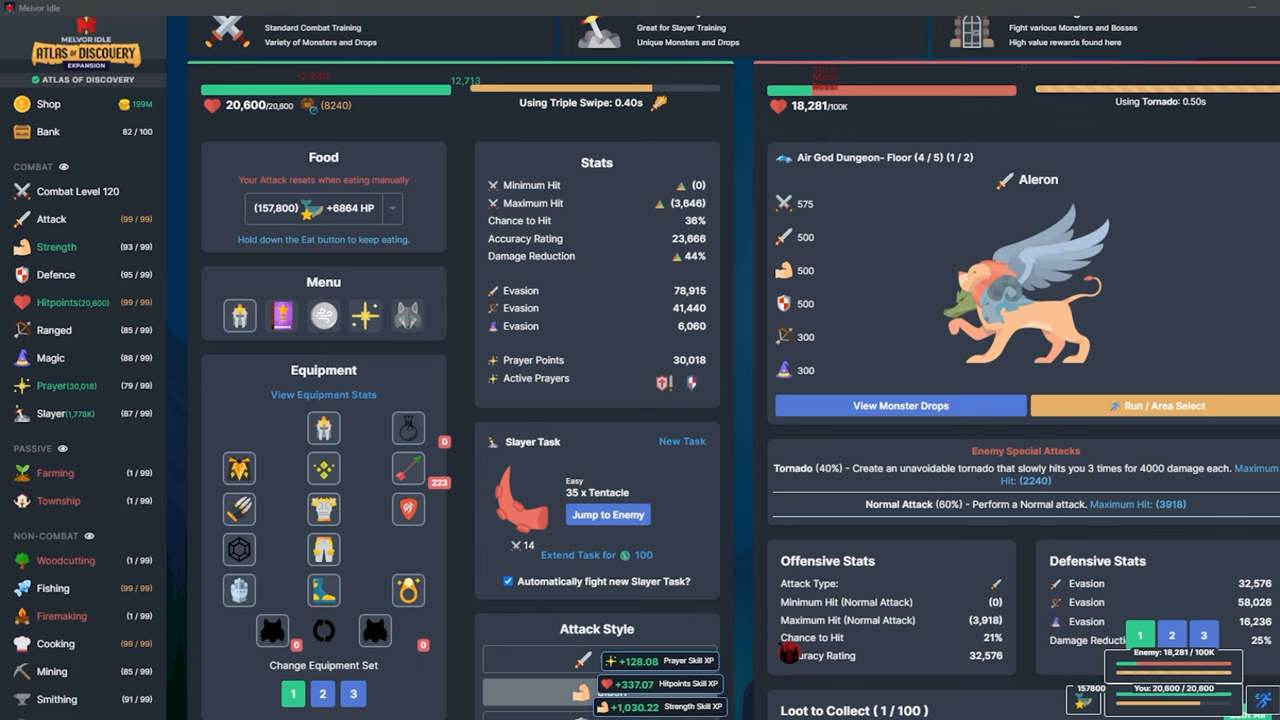 Melvor Idle
MELVOR IDLE
ATLAS OF DISCOVERY
EXPANSION
ATLAS OF DISCOVERY
Shop 199M
Bank 82 / 100
COMBAT
Combat Level 120
Attack (99 / 99)
Strength (93 / 99)
Defence (95 / 99)
Hitpoints(20,600) (99 / 99)
Ranged (85 / 99)
Magic (88 / 99)
Prayer(30,018) (79 / 99)
Slayer(1,778K) (87 / 99)
PASSIVE
Farming (1 / 99)
Township (1 / 99)
NON-COMBAT
Woodcutting (1 / 99)
Fishing (99 / 99)
Firemaking (1 / 99)
Cooking (99 / 99)
Mining (91 / 99)
Smithing (91 / 99)
Standard Combat Training
Variety of Monsters and Drops
Great for Slayer Training
Unique Monsters and Drops
Fight various Monsters and Bosses
High value rewards found here
-2,240
12,713
20,600/20,600 (8240)
Using Triple Swipe: 0.40s
Food
Your Attack resets when eating manually
(157,800) +6864 HP
Hold down the Eat button to keep eating.
Menu
Equipment
View Equipment Stats
0
223
0
0
Change Equipment Set
1 2 3
Stats
Minimum Hit (0)
Maximum Hit (3,646)
Chance to Hit 36%
Accuracy Rating 23,666
Damage Reduction 44%
Evasion 78,915
Evasion 41,440
Evasion 6,060
Prayer Points 30,018
Active Prayers
Slayer Task New Task
Easy
35 x Tentacle
Jump to Enemy
14
Extend Task for 100
Automatically fight new Slayer Task?
Attack Style
+128.08 Prayer Skill XP
+337.07 Hitpoints Skill XP
+1,030.22 Strength Skill XP
Miss!
Miss!
18,281/100K
Using Tornado: 0.50s
Air God Dungeon- Floor (4 / 5) (1 / 2)
Aleron
575
500
500
500
300
300
View Monster Drops
Run / Area Select
Enemy Special Attacks
Tornado (40%) - Create an unavoidable tornado that slowly hits you 3 times for 4000 damage each. Maximum
Hit: (2240)
Normal Attack (60%) - Perform a Normal attack. Maximum Hit: (3918)
Offensive Stats
Attack Type:
Minimum Hit (Normal Attack) (0)
Maximum Hit (Normal Attack) (3,918)
Chance to Hit 21%
uracy Rating 32,576
Defensive Stats
Evasion 32,576
Evasion 58,026
Evasion 16,236
Damage Reducti 25%
1 2 3
Enemy: 18,281 / 100K
157800
You: 20,600 / 20,600
Loot to Collect ( 1 / 100 )